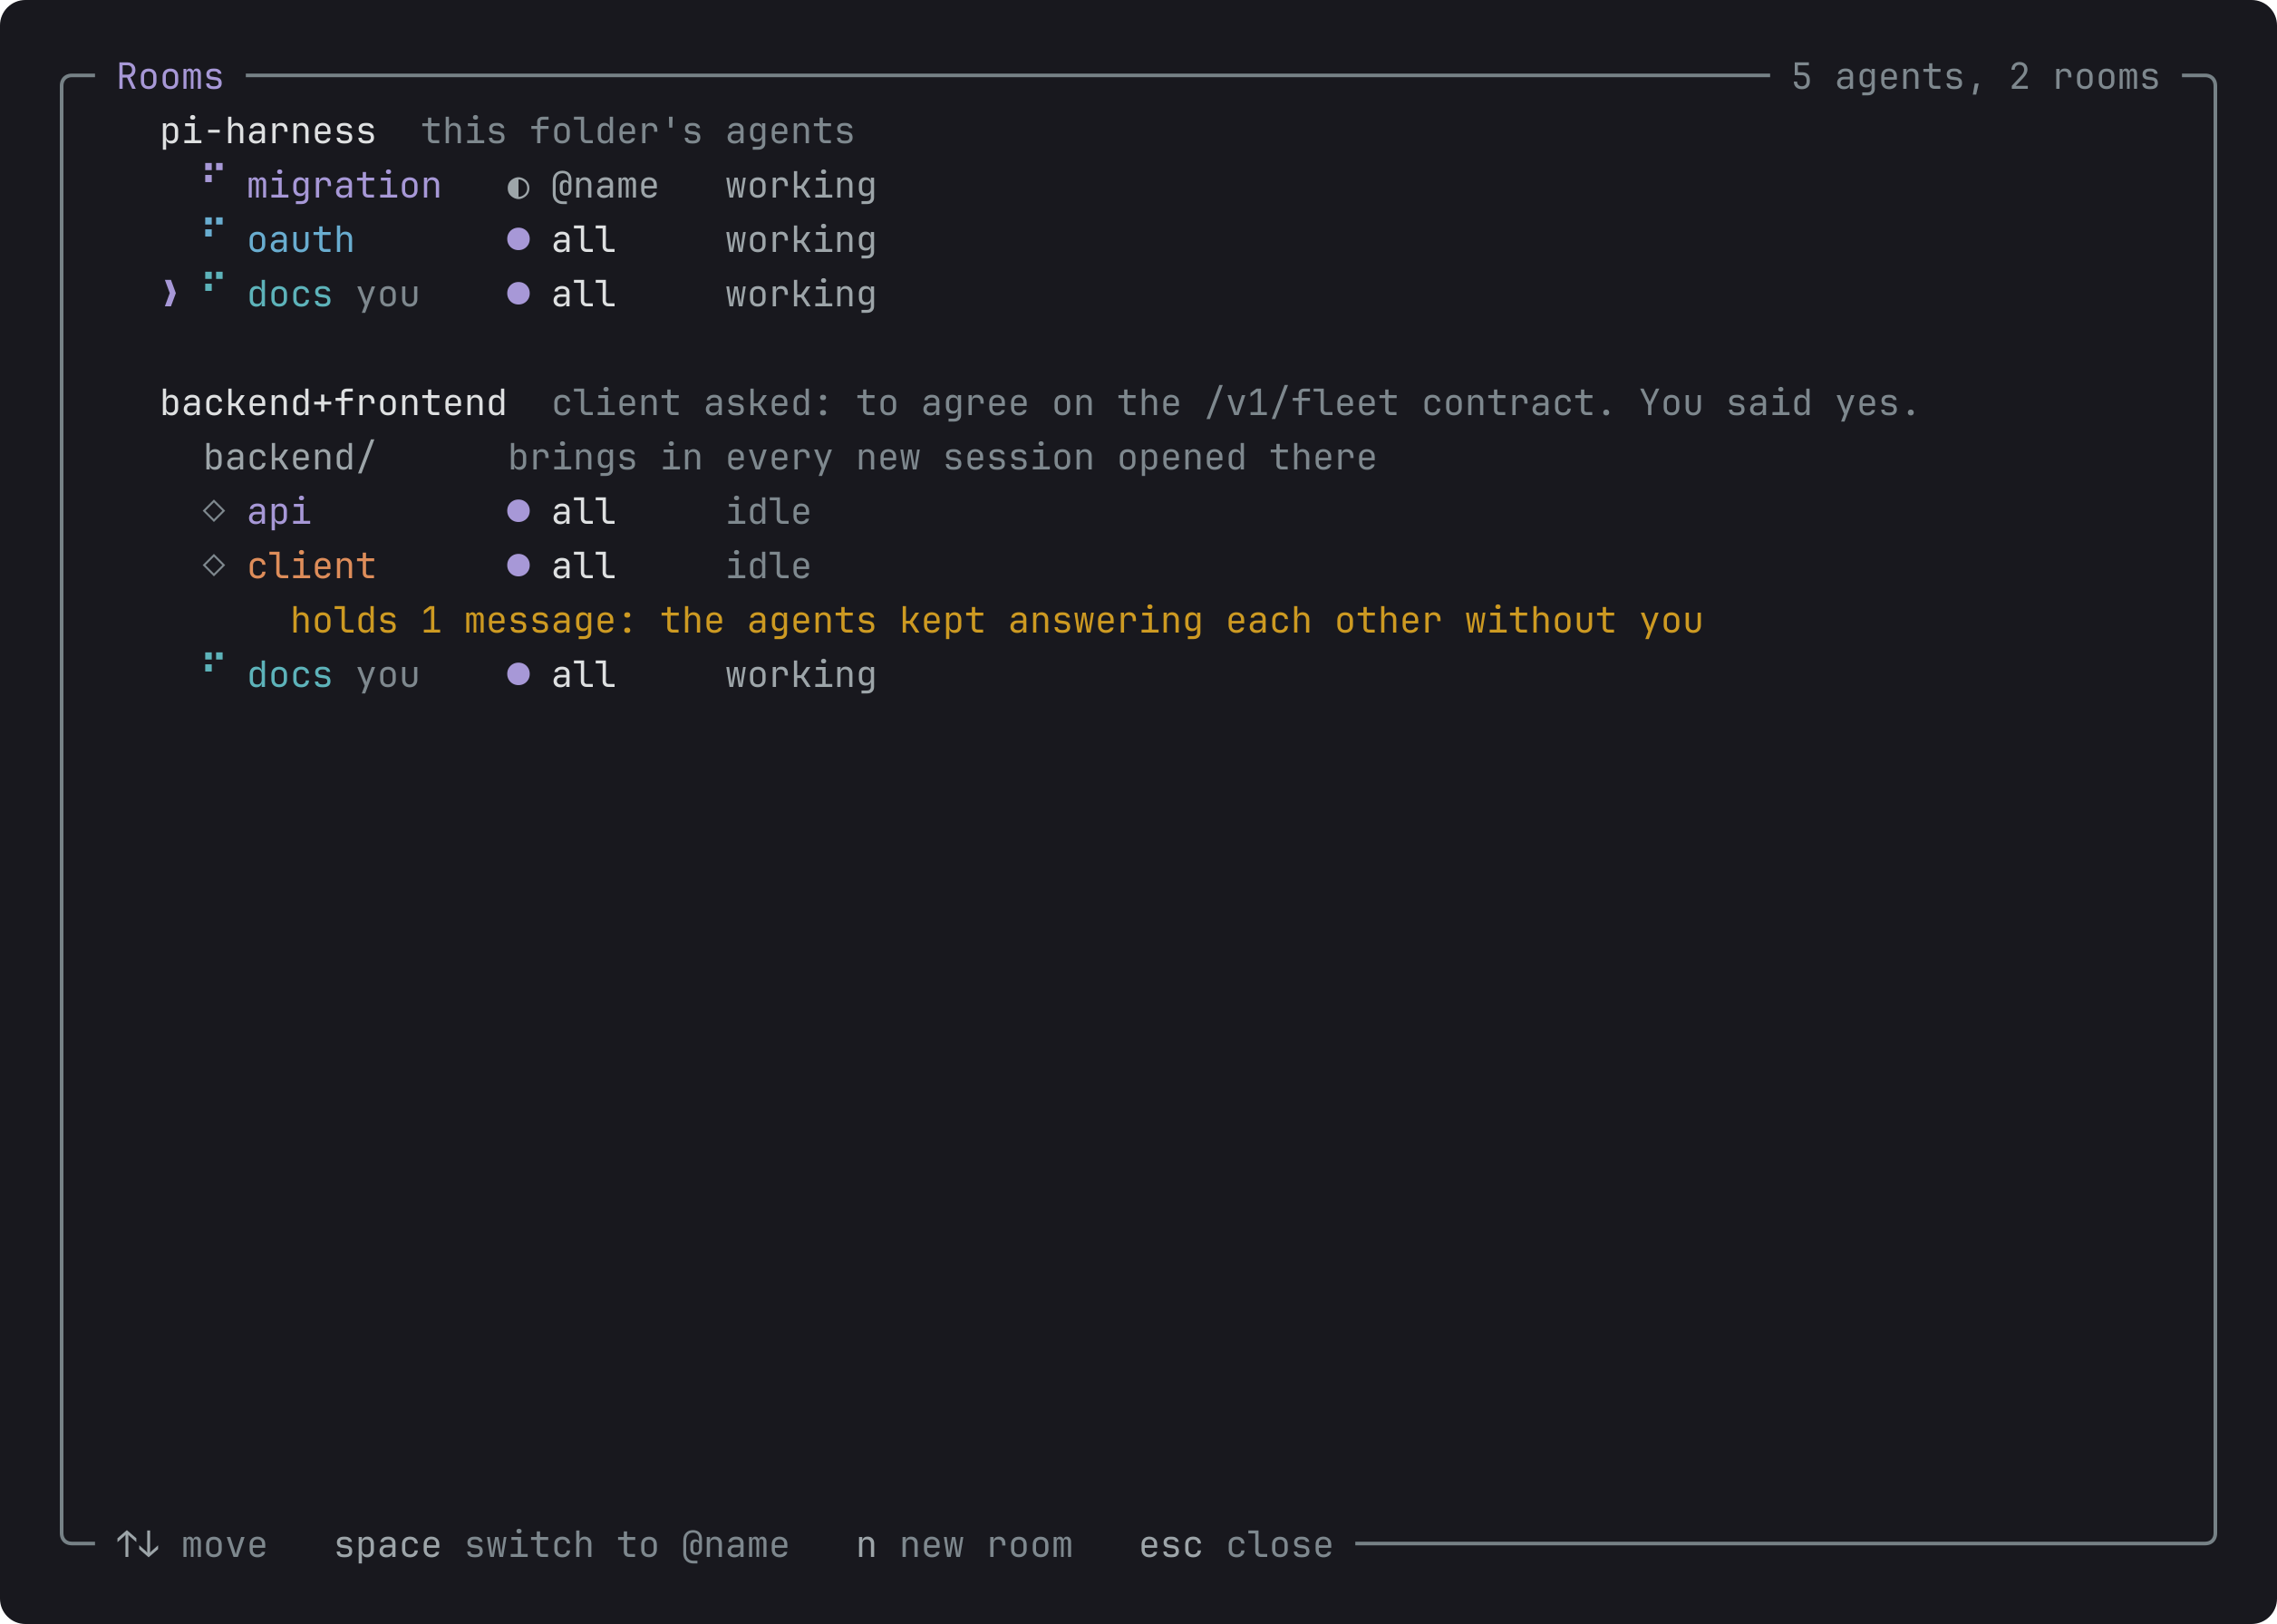 Rooms 5 agents, 2 rooms
pi-harness this folder's agents
⠋ migration ◐ @name working
⠋ oauth ● all working
❯ ⠋ docs you ● all working
backend+frontend client asked: to agree on the /v1/fleet contract. You said yes.
backend/ brings in every new session opened there
◇ api ● all idle
◇ client ● all idle
holds 1 message: the agents kept answering each other without you
⠋ docs you ● all working
↑↓ move space switch to @name n new room esc close